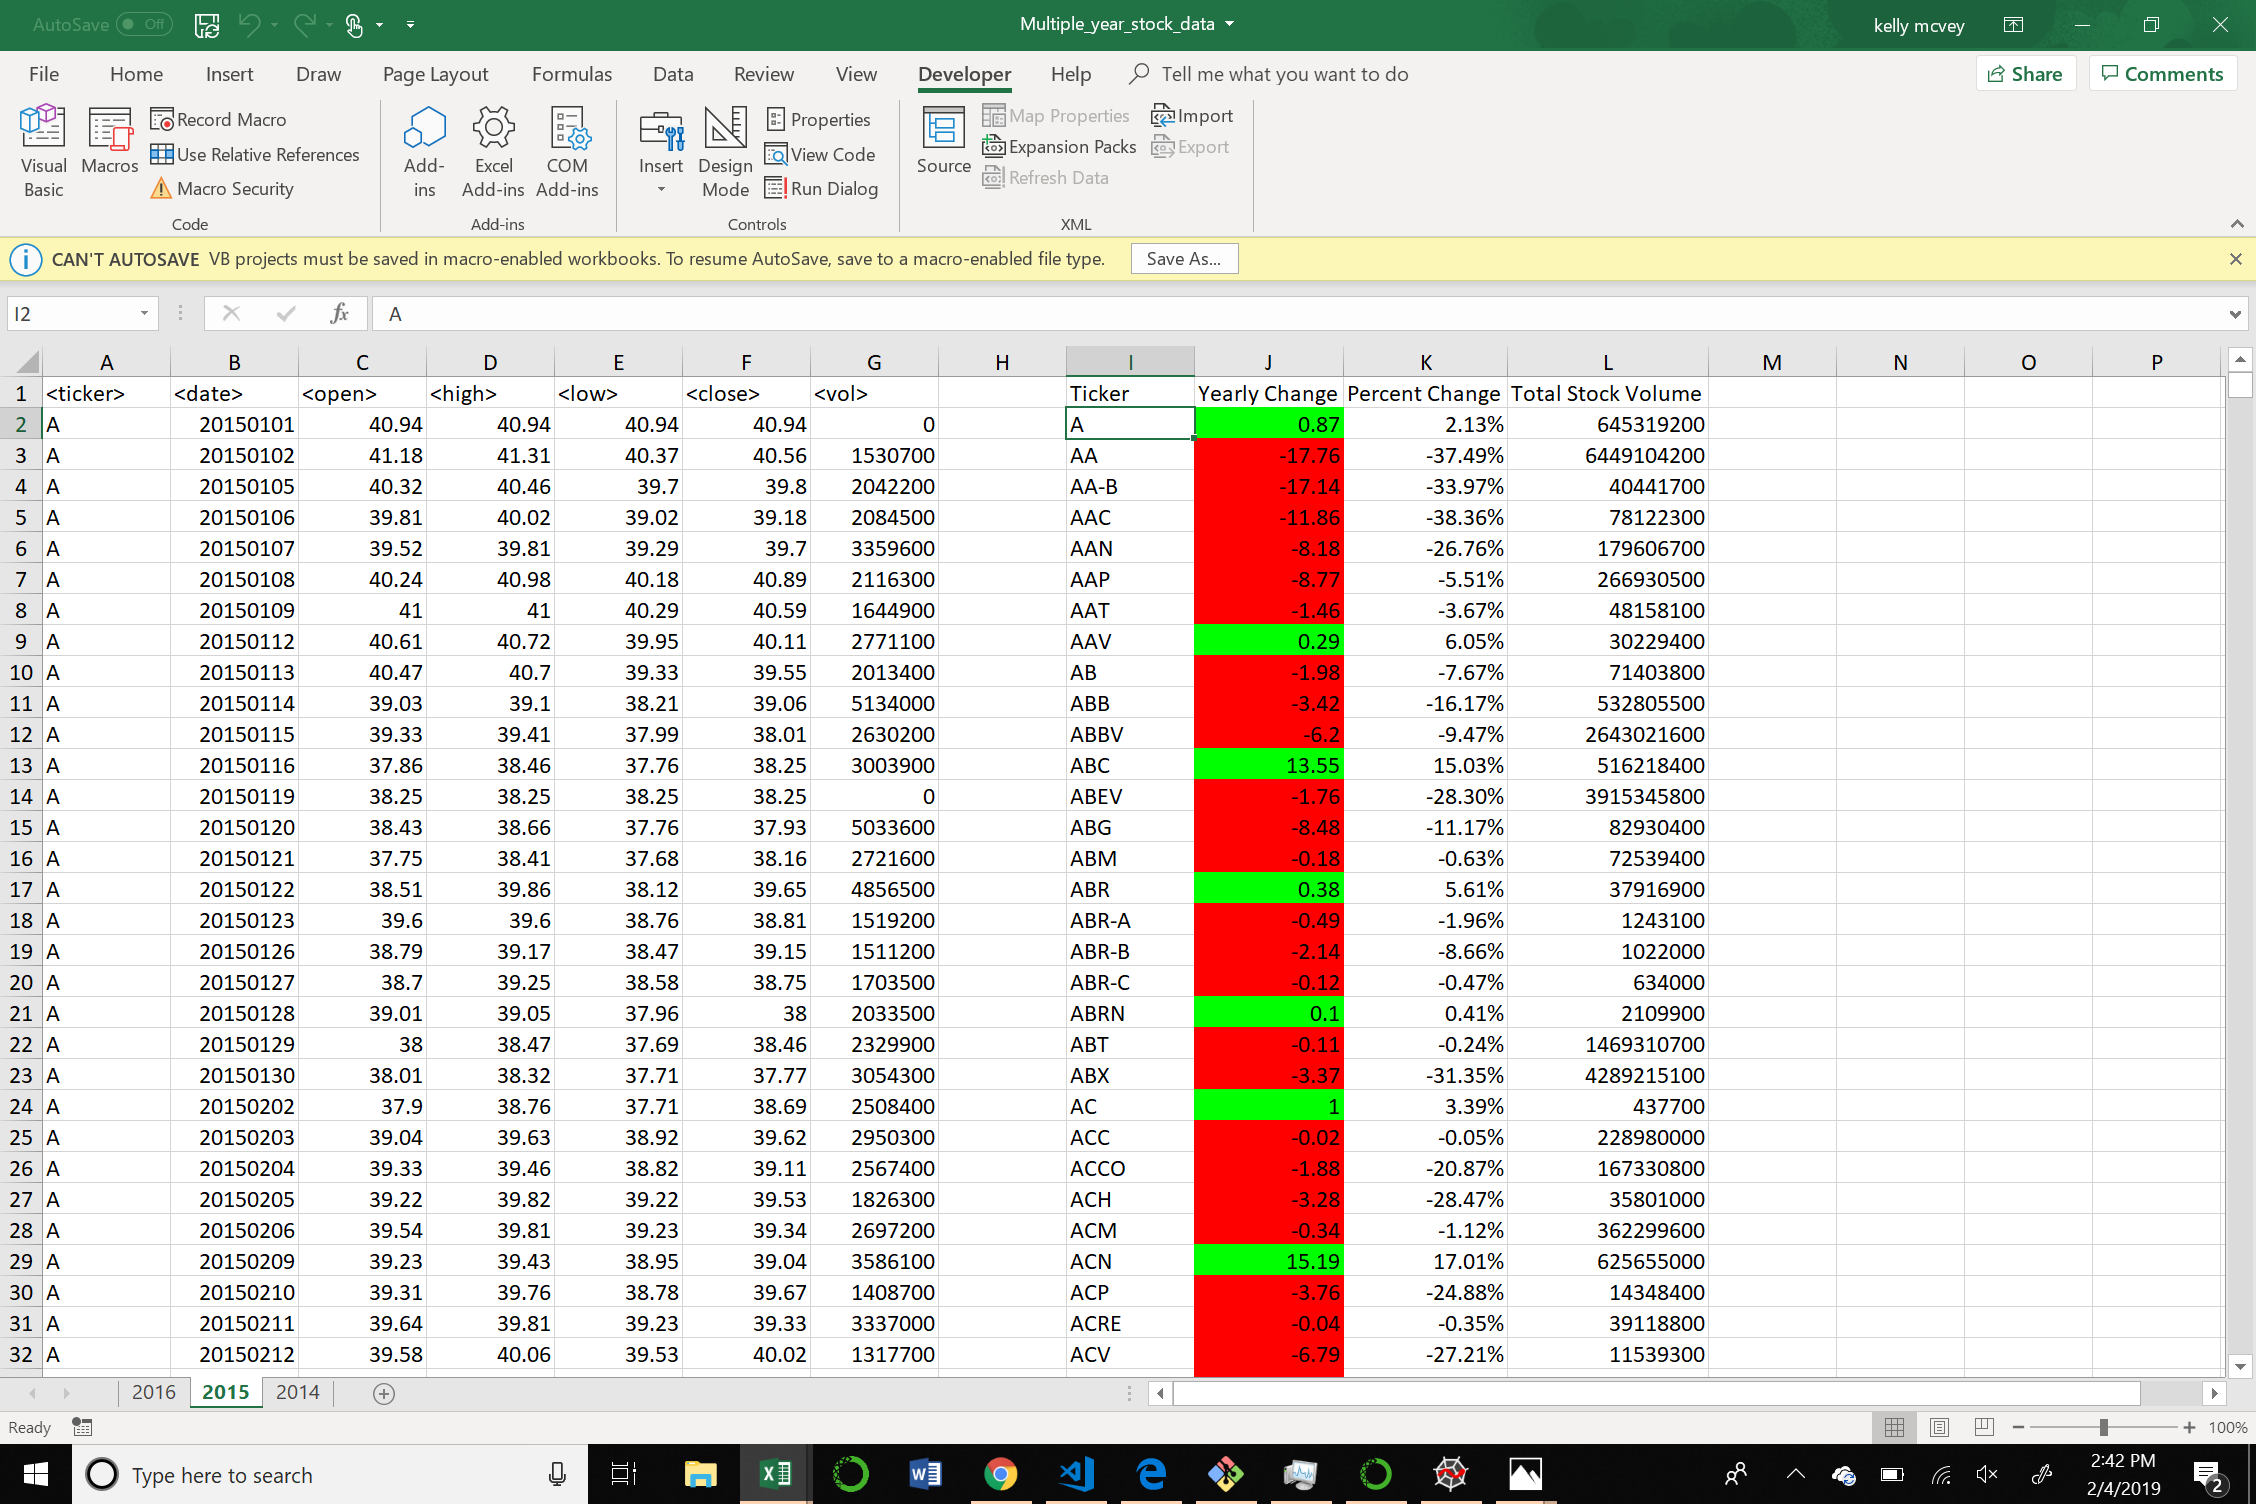 AutoSave Off Multiple_year_stock_data kelly mcvey
File Home Insert Draw Page Layout Formulas Data Review View Developer Help Tell me what you want to do Share Comments
Visual Basic Macros Record Macro Use Relative References Macro Security Code
Add-ins Excel Add-ins COM Add-ins Add-ins
Insert Design Mode Properties View Code Run Dialog Controls
Source Map Properties Expansion Packs Refresh Data Import Export XML
CAN'T AUTOSAVE VB projects must be saved in macro-enabled workbooks. To resume AutoSave, save to a macro-enabled file type. Save As...
I2 fx A
A B C D E F G H I J K L M N O P
1 <ticker> <date> <open> <high> <low> <close> <vol> Ticker Yearly Change Percent Change Total Stock Volume
2 A 20150101 40.94 40.94 40.94 40.94 0 A 0.87 2.13% 645319200
3 A 20150102 41.18 41.31 40.37 40.56 1530700 AA -17.76 -37.49% 6449104200
4 A 20150105 40.32 40.46 39.7 39.8 2042200 AA-B -17.14 -33.97% 40441700
5 A 20150106 39.81 40.02 39.02 39.18 2084500 AAC -11.86 -38.36% 78122300
6 A 20150107 39.52 39.81 39.29 39.7 3359600 AAN -8.18 -26.76% 179606700
7 A 20150108 40.24 40.98 40.18 40.89 2116300 AAP -8.77 -5.51% 266930500
8 A 20150109 41 41 40.29 40.59 1644900 AAT -1.46 -3.67% 48158100
9 A 20150112 40.61 40.72 39.95 40.11 2771100 AAV 0.29 6.05% 30229400
10 A 20150113 40.47 40.7 39.33 39.55 2013400 AB -1.98 -7.67% 71403800
11 A 20150114 39.03 39.1 38.21 39.06 5134000 ABB -3.42 -16.17% 532805500
12 A 20150115 39.33 39.41 37.99 38.01 2630200 ABBV -6.2 -9.47% 2643021600
13 A 20150116 37.86 38.46 37.76 38.25 3003900 ABC 13.55 15.03% 516218400
14 A 20150119 38.25 38.25 38.25 38.25 0 ABEV -1.76 -28.30% 3915345800
15 A 20150120 38.43 38.66 37.76 37.93 5033600 ABG -8.48 -11.17% 82930400
16 A 20150121 37.75 38.41 37.68 38.16 2721600 ABM -0.18 -0.63% 72539400
17 A 20150122 38.51 39.86 38.12 39.65 4856500 ABR 0.38 5.61% 37916900
18 A 20150123 39.6 39.6 38.76 38.81 1519200 ABR-A -0.49 -1.96% 1243100
19 A 20150126 38.79 39.17 38.47 39.15 1511200 ABR-B -2.14 -8.66% 1022000
20 A 20150127 38.7 39.25 38.58 38.75 1703500 ABR-C -0.12 -0.47% 634000
21 A 20150128 39.01 39.05 37.96 38 2033500 ABRN 0.1 0.41% 2109900
22 A 20150129 38 38.47 37.69 38.46 2329900 ABT -0.11 -0.24% 1469310700
23 A 20150130 38.01 38.32 37.71 37.77 3054300 ABX -3.37 -31.35% 4289215100
24 A 20150202 37.9 38.76 37.71 38.69 2508400 AC 1 3.39% 437700
25 A 20150203 39.04 39.63 38.92 39.62 2950300 ACC -0.02 -0.05% 228980000
26 A 20150204 39.33 39.46 38.82 39.11 2567400 ACCO -1.88 -20.87% 167330800
27 A 20150205 39.22 39.82 39.22 39.53 1826300 ACH -3.28 -28.47% 35801000
28 A 20150206 39.54 39.81 39.23 39.34 2697200 ACM -0.34 -1.12% 362299600
29 A 20150209 39.23 39.43 38.95 39.04 3586100 ACN 15.19 17.01% 625655000
30 A 20150210 39.31 39.76 38.78 39.67 1408700 ACP -3.76 -24.88% 14348400
31 A 20150211 39.64 39.81 39.23 39.33 3337000 ACRE -0.04 -0.35% 39118800
32 A 20150212 39.58 40.06 39.53 40.02 1317700 ACV -6.79 -27.21% 11539300
2016 2015 2014
Ready 100%
Type here to search 2:42 PM
2/4/2019 2